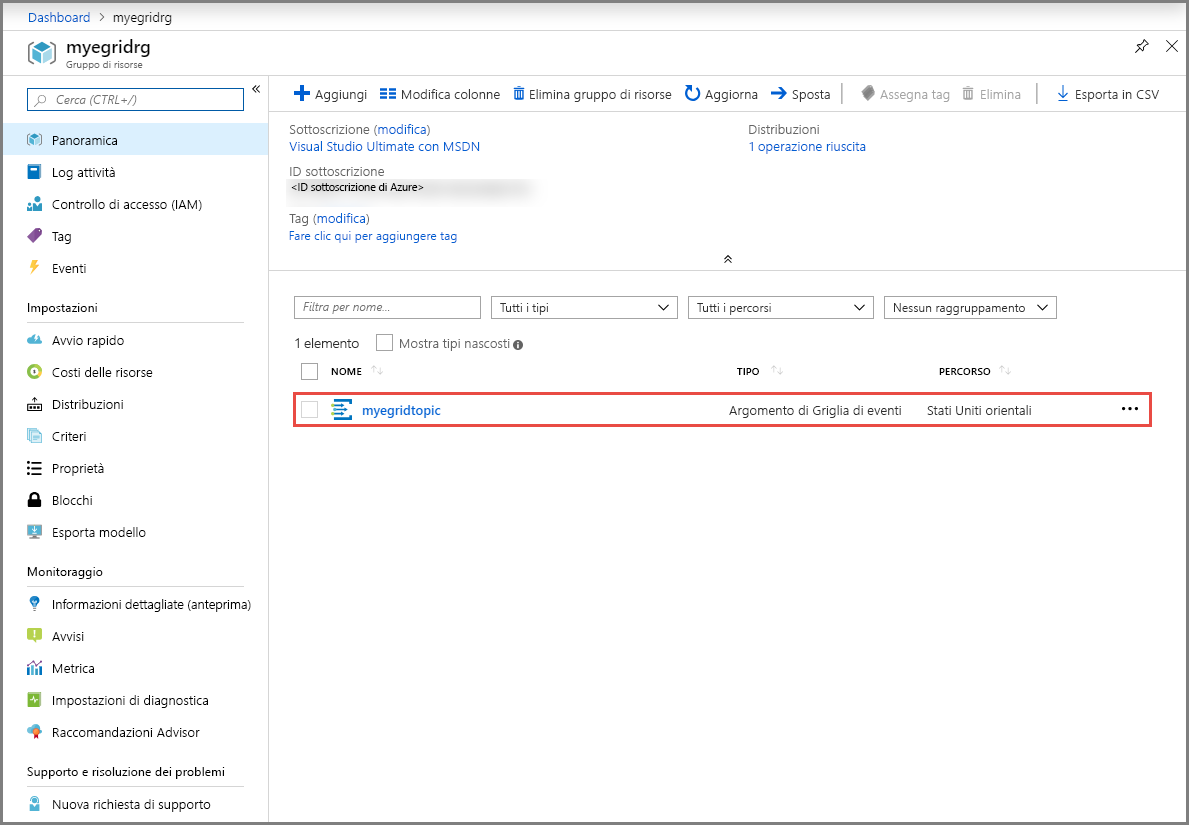 Dashboard > myegridrg
myegridrg
Gruppo di risorse
Cerca (CTRL+/)
Panoramica
Log attività
Controllo di accesso (IAM)
Tag
Eventi
Impostazioni
Avvio rapido
Costi delle risorse
Distribuzioni
Criteri
Proprietà
Blocchi
Esporta modello
Monitoraggio
Informazioni dettagliate (anteprima)
Avvisi
Metrica
Impostazioni di diagnostica
Raccomandazioni Advisor
Supporto e risoluzione dei problemi
Nuova richiesta di supporto
Aggiungi Modifica colonne Elimina gruppo di risorse Aggiorna Sposta Assegna tag Elimina Esporta in CSV
Sottoscrizione (modifica)
Visual Studio Ultimate con MSDN
ID sottoscrizione
<ID sottoscrizione di Azure>
Tag (modifica)
Fare clic qui per aggiungere tag
Distribuzioni
1 operazione riuscita
Filtra per nome... Tutti i tipi Tutti i percorsi Nessun raggruppamento
1 elemento Mostra tipi nascosti
NOME TIPO PERCORSO
myegridtopic Argomento di Griglia di eventi Stati Uniti orientali